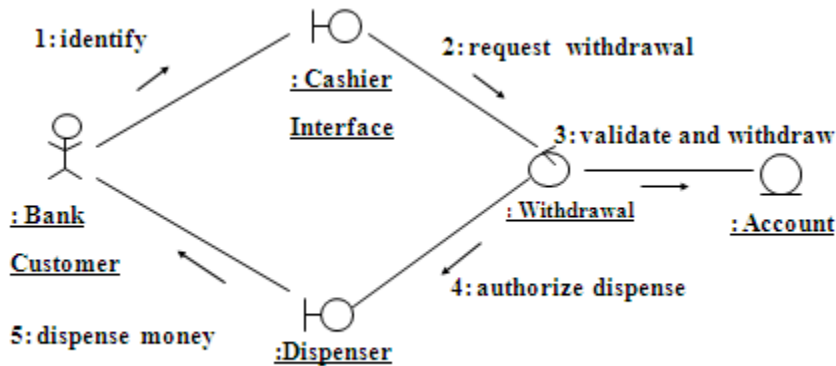 1: identify
2: request withdrawal
: Cashier
Interface
3: validate and withdraw
: Bank
Customer
: Withdrawal
: Account
4: authorize dispense
5: dispense money
:Dispenser